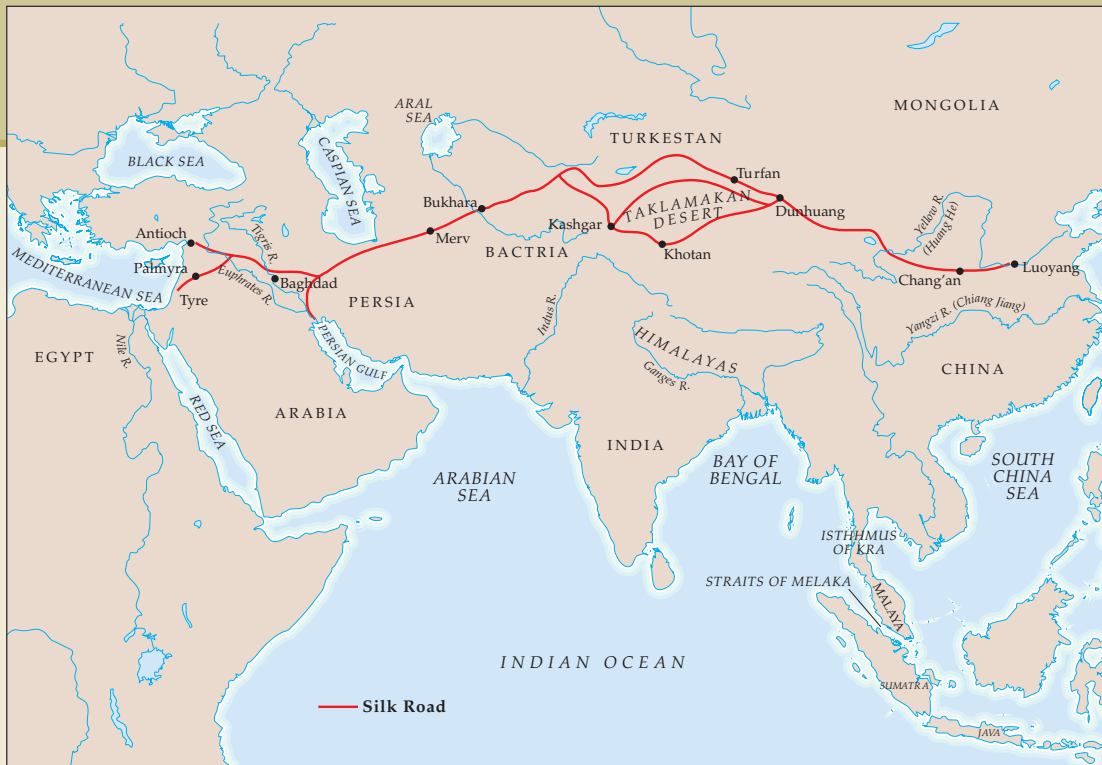 MONGOLIA
ARAL
SEA
TURKESTAN
BLACK SEA
CASPIAN SEA
Turfan
TAKLAMAKAN
DESERT
Dunhuang
Bukhara
Kashgar
Yellow R.
(Huang He)
Antioch
Tigris R.
Merv
BACTRIA
Khotan
MEDITERRANEAN SEA
Palmyra
Euphrates R.
Baghdad
Chang'an
Luoyang
Tyre
PERSIA
Indus R.
Yangzi R. (Chiang Jiang)
EGYPT
Nile R.
PERSIAN GULF
HIMALAYAS
Ganges R.
CHINA
RED SEA
ARABIA
INDIA
ARABIAN
SEA
BAY OF
BENGAL
SOUTH
CHINA
SEA
ISTHHMUS
OF KRA
STRAITS OF MELAKA
MALAYA
INDIAN OCEAN
SUMATRA
Silk Road
JAVA